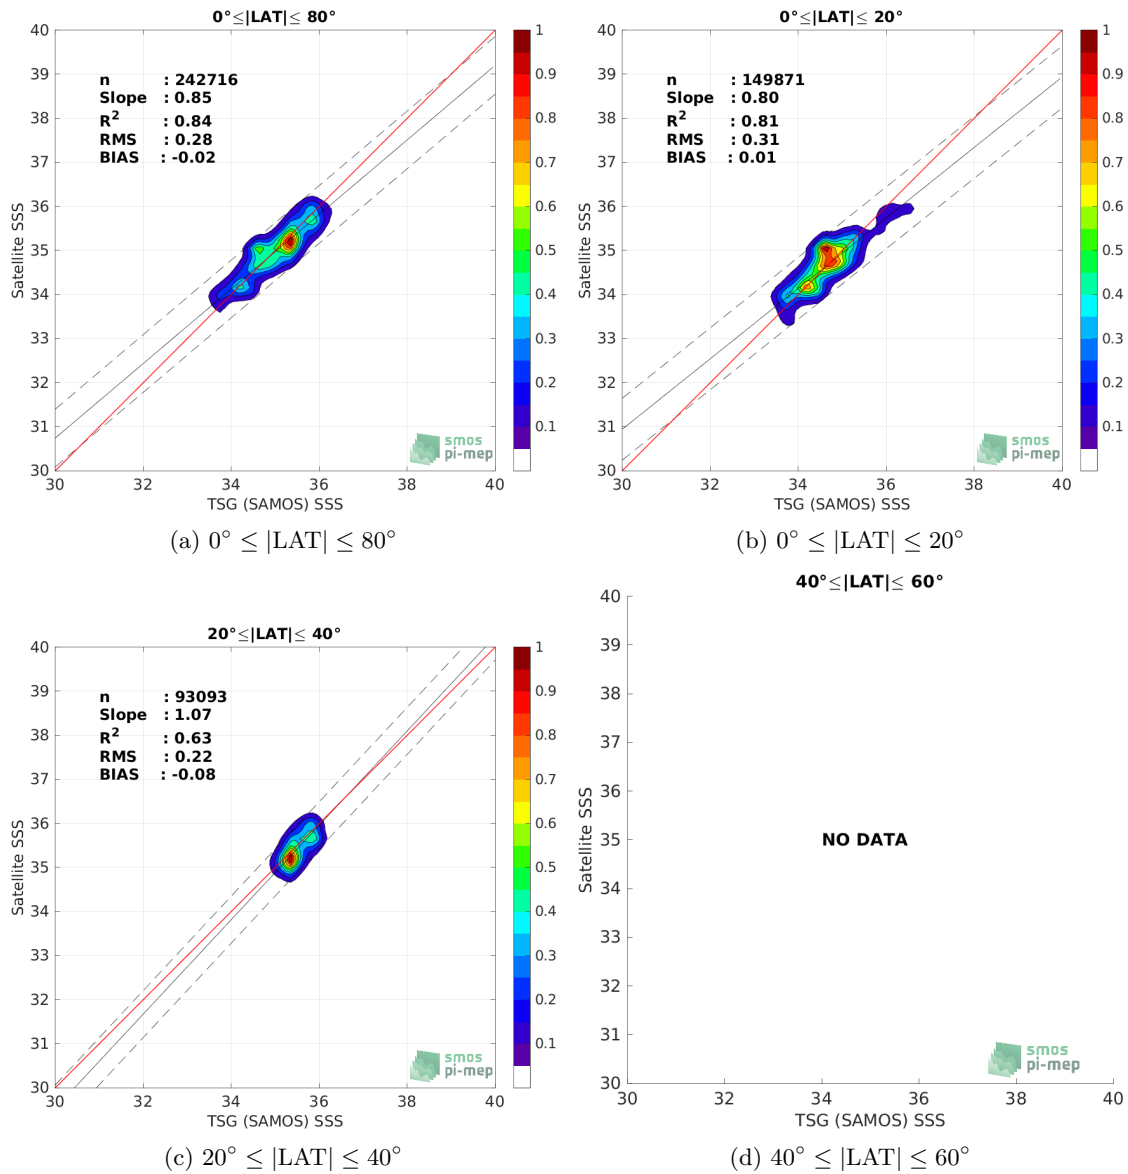 0°≤|LAT|≤ 80°
40
39
38
37
36
35
34
33
32
31
30
Satellite SSS
n : 242716
Slope : 0.85
R² : 0.84
RMS : 0.28
BIAS : -0.02
1
0.9
0.8
0.7
0.6
0.5
0.4
0.3
0.2
0.1
smos
pi-mep
30 32 34 36 38 40
TSG (SAMOS) SSS
(a) 0° ≤ |LAT| ≤ 80°
0°≤|LAT|≤ 20°
40
39
38
37
36
35
34
33
32
31
30
Satellite SSS
n : 149871
Slope : 0.80
R² : 0.81
RMS : 0.31
BIAS : 0.01
1
0.9
0.8
0.7
0.6
0.5
0.4
0.3
0.2
0.1
smos
pi-mep
30 32 34 36 38 40
TSG (SAMOS) SSS
(b) 0° ≤ |LAT| ≤ 20°
20°≤|LAT|≤ 40°
40
39
38
37
36
35
34
33
32
31
30
Satellite SSS
n : 93093
Slope : 1.07
R² : 0.63
RMS : 0.22
BIAS : -0.08
1
0.9
0.8
0.7
0.6
0.5
0.4
0.3
0.2
0.1
smos
pi-mep
30 32 34 36 38 40
TSG (SAMOS) SSS
(c) 20° ≤ |LAT| ≤ 40°
40°≤|LAT|≤ 60°
40
39
38
37
36
35
34
33
32
31
30
Satellite SSS
NO DATA
smos
pi-mep
30 32 34 36 38 40
TSG (SAMOS) SSS
(d) 40° ≤ |LAT| ≤ 60°